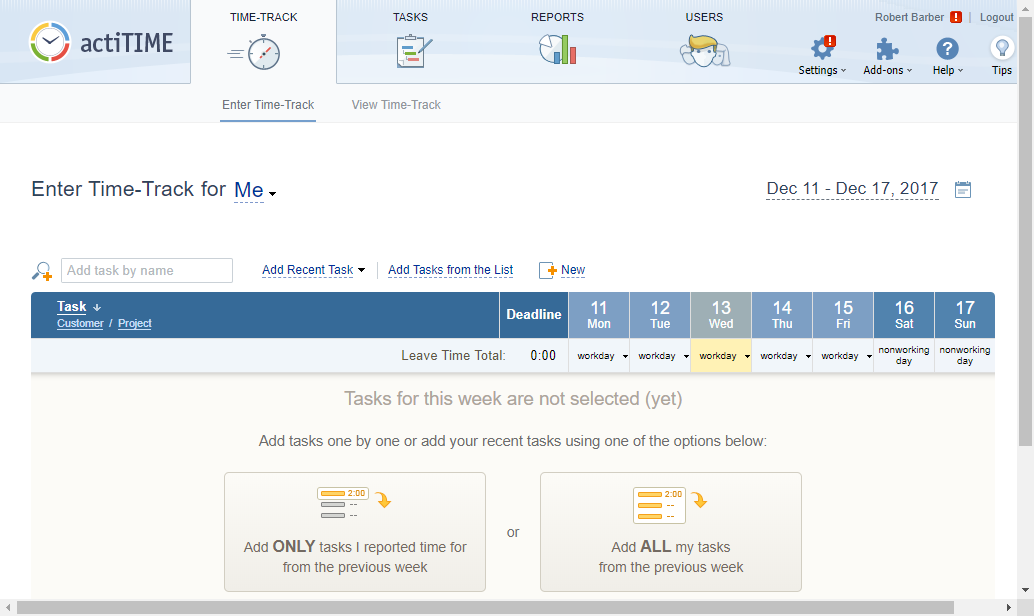 actiTIME
TIME-TRACK
TASKS
REPORTS
USERS
Robert Barber ! | Logout
Settings
Add-ons
Help
Tips
Enter Time-Track
View Time-Track
Enter Time-Track for Me
Dec 11 - Dec 17, 2017
Add task by name
Add Recent Task
Add Tasks from the List
New
Task ↓
Customer / Project
Deadline
11
Mon
12
Tue
13
Wed
14
Thu
15
Fri
16
Sat
17
Sun
Leave Time Total: 0:00
workday
workday
workday
workday
workday
nonworking
day
nonworking
day
Tasks for this week are not selected (yet)
Add tasks one by one or add your recent tasks using one of the options below:
2:00
--
--
Add ONLY tasks I reported time for
from the previous week
or
2:00
--
--
Add ALL my tasks
from the previous week